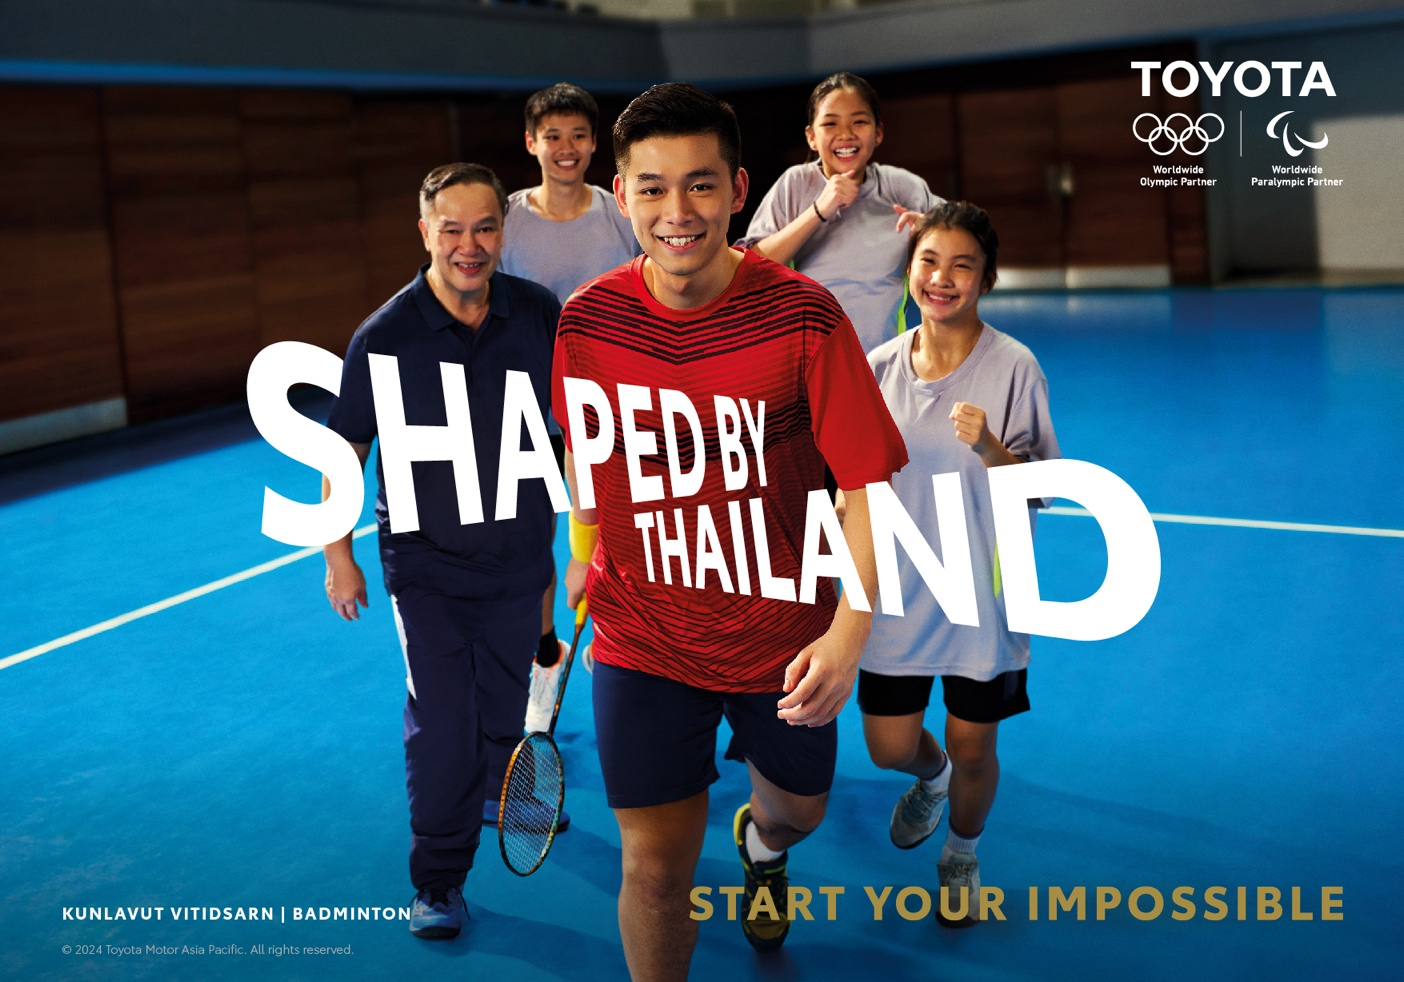 TOYOTA
Worldwide
Olympic Partner
Worldwide
Paralympic Partner
SHAPED BY
THAILAND
START YOUR IMPOSSIBLE
KUNLAVUT VITIDSARN | BADMINTON
© 2024 Toyota Motor Asia Pacific. All rights reserved.